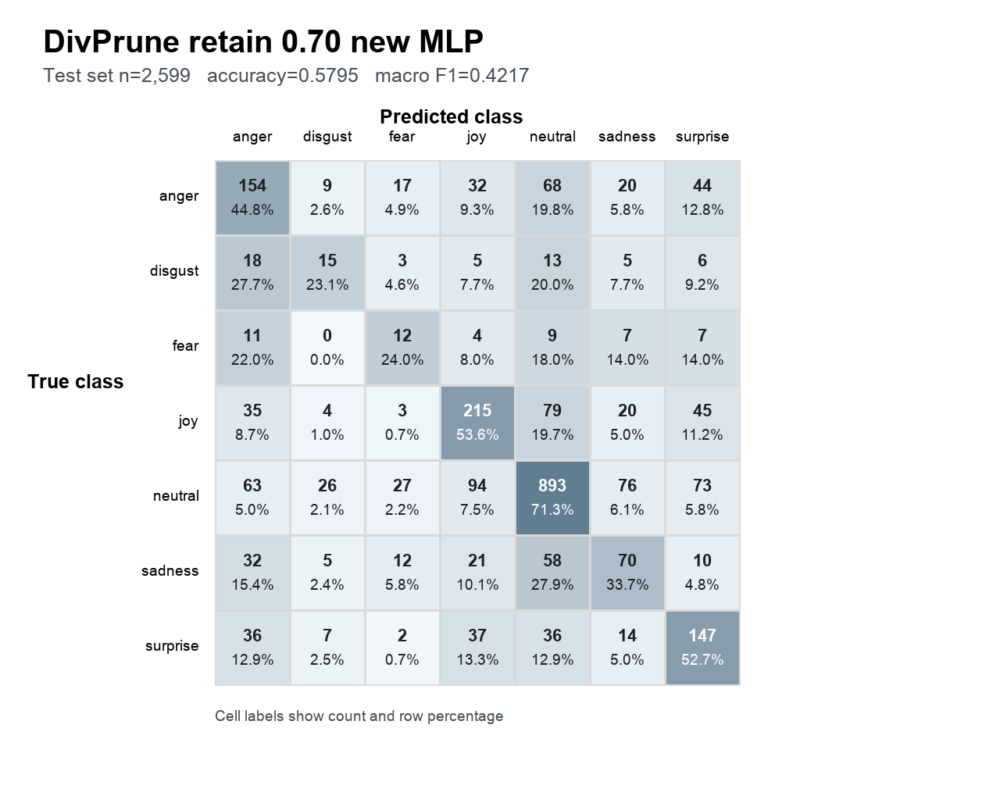 DivPrune retain 0.70 new MLP
Test set n=2,599 accuracy=0.5795 macro F1=0.4217
Predicted class
anger disgust fear joy neutral sadness surprise
anger 154 9 17 32 68 20 44
44.8% 2.6% 4.9% 9.3% 19.8% 5.8% 12.8%
disgust 18 15 3 5 13 5 6
27.7% 23.1% 4.6% 7.7% 20.0% 7.7% 9.2%
fear 11 0 12 4 9 7 7
22.0% 0.0% 24.0% 8.0% 18.0% 14.0% 14.0%
True class
joy 35 4 3 215 79 20 45
8.7% 1.0% 0.7% 53.6% 19.7% 5.0% 11.2%
neutral 63 26 27 94 893 76 73
5.0% 2.1% 2.2% 7.5% 71.3% 6.1% 5.8%
sadness 32 5 12 21 58 70 10
15.4% 2.4% 5.8% 10.1% 27.9% 33.7% 4.8%
surprise 36 7 2 37 36 14 147
12.9% 2.5% 0.7% 13.3% 12.9% 5.0% 52.7%
Cell labels show count and row percentage